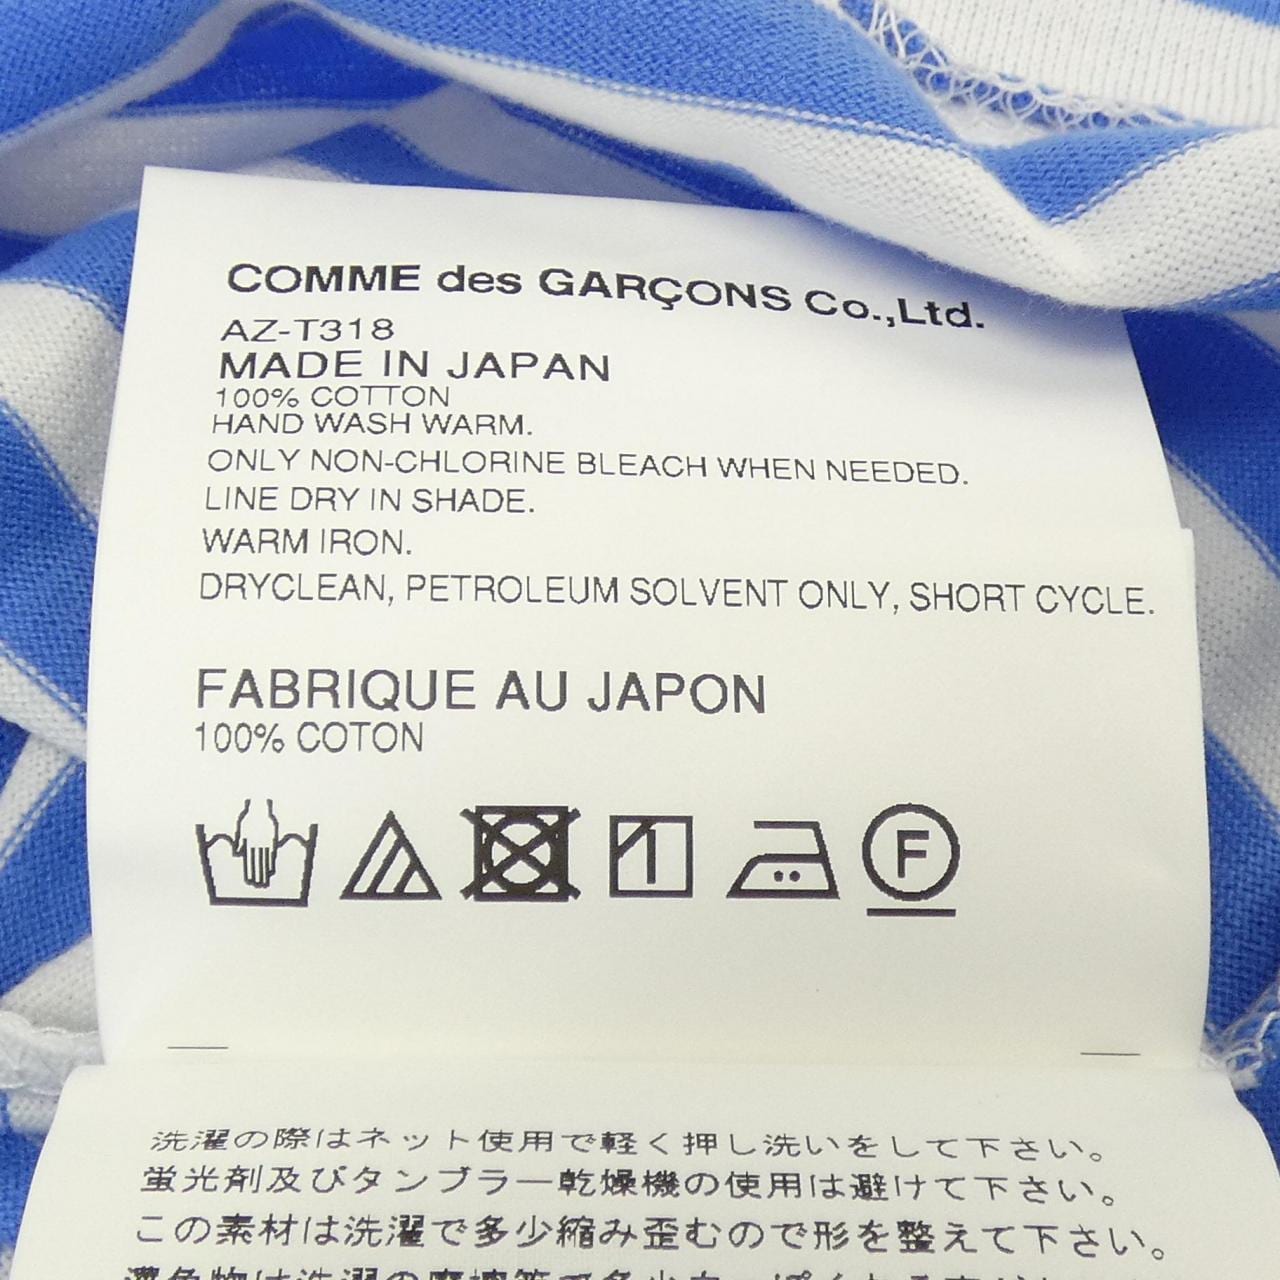 COMME des GARÇONS Co.,Ltd.
AZ-T318
MADE IN JAPAN
100% COTTON
HAND WASH WARM.
ONLY NON-CHLORINE BLEACH WHEN NEEDED.
LINE DRY IN SHADE.
WARM IRON.
DRYCLEAN, PETROLEUM SOLVENT ONLY, SHORT CYCLE.
FABRIQUE AU JAPON
100% COTON
F
洗濯の際はネット使用で軽く押し洗いをして下さい。
蛍光剤及びタンブラー乾燥機の使用は避けて下さい。
この素材は洗濯で多少縮み歪むので形を整えて下さい。